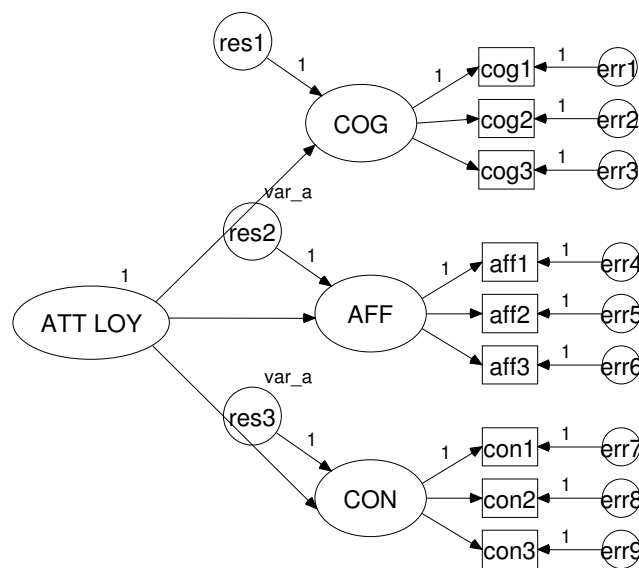 res1
1
COG
1
cog1
1
err1
cog2
1
err2
cog3
1
err3
var_a
res2
1
1
ATT LOY
AFF
1
aff1
1
err4
aff2
1
err5
aff3
1
err6
var_a
res3
1
CON
1
con1
1
err7
con2
1
err8
con3
1
err9